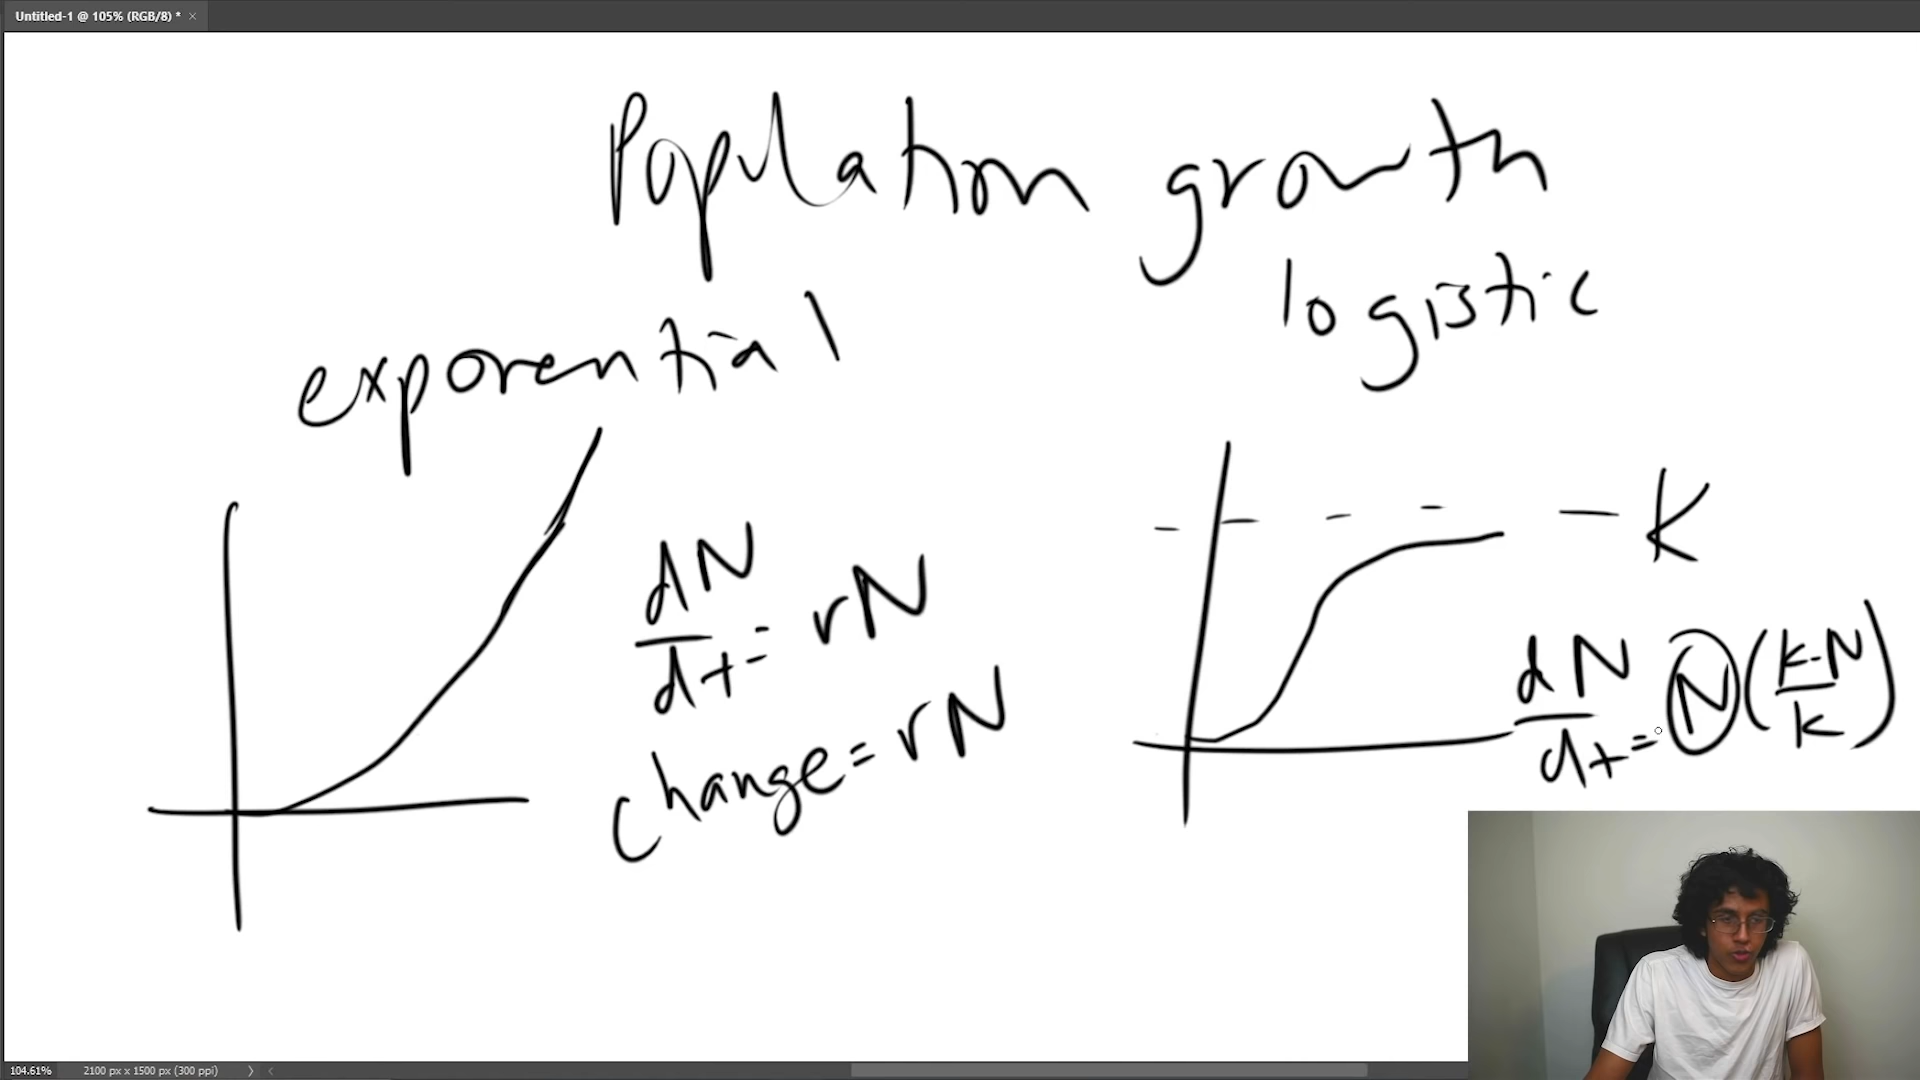 Untitled-1 @ 105% (RGB/8) * ×
Population growth
exponential
logistic
K
dN/dt = rN
change = rN
dN/dt = N (K-N/K)
104.61% 2100 px x 1500 px (300 ppi)